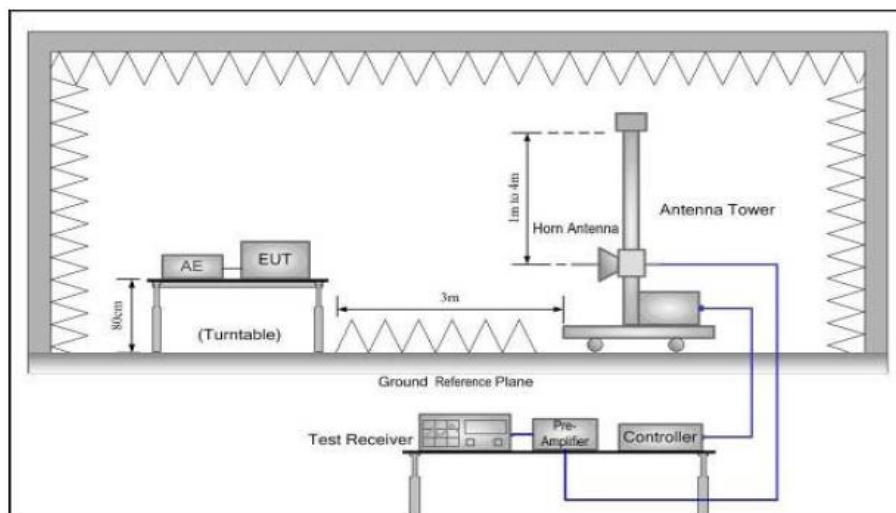 1m to 4m
Antenna Tower
Horn Antenna
AE
EUT
3m
80cm
(Turntable)
Ground Reference Plane
Test Receiver
Pre-
Amplifier
Controller